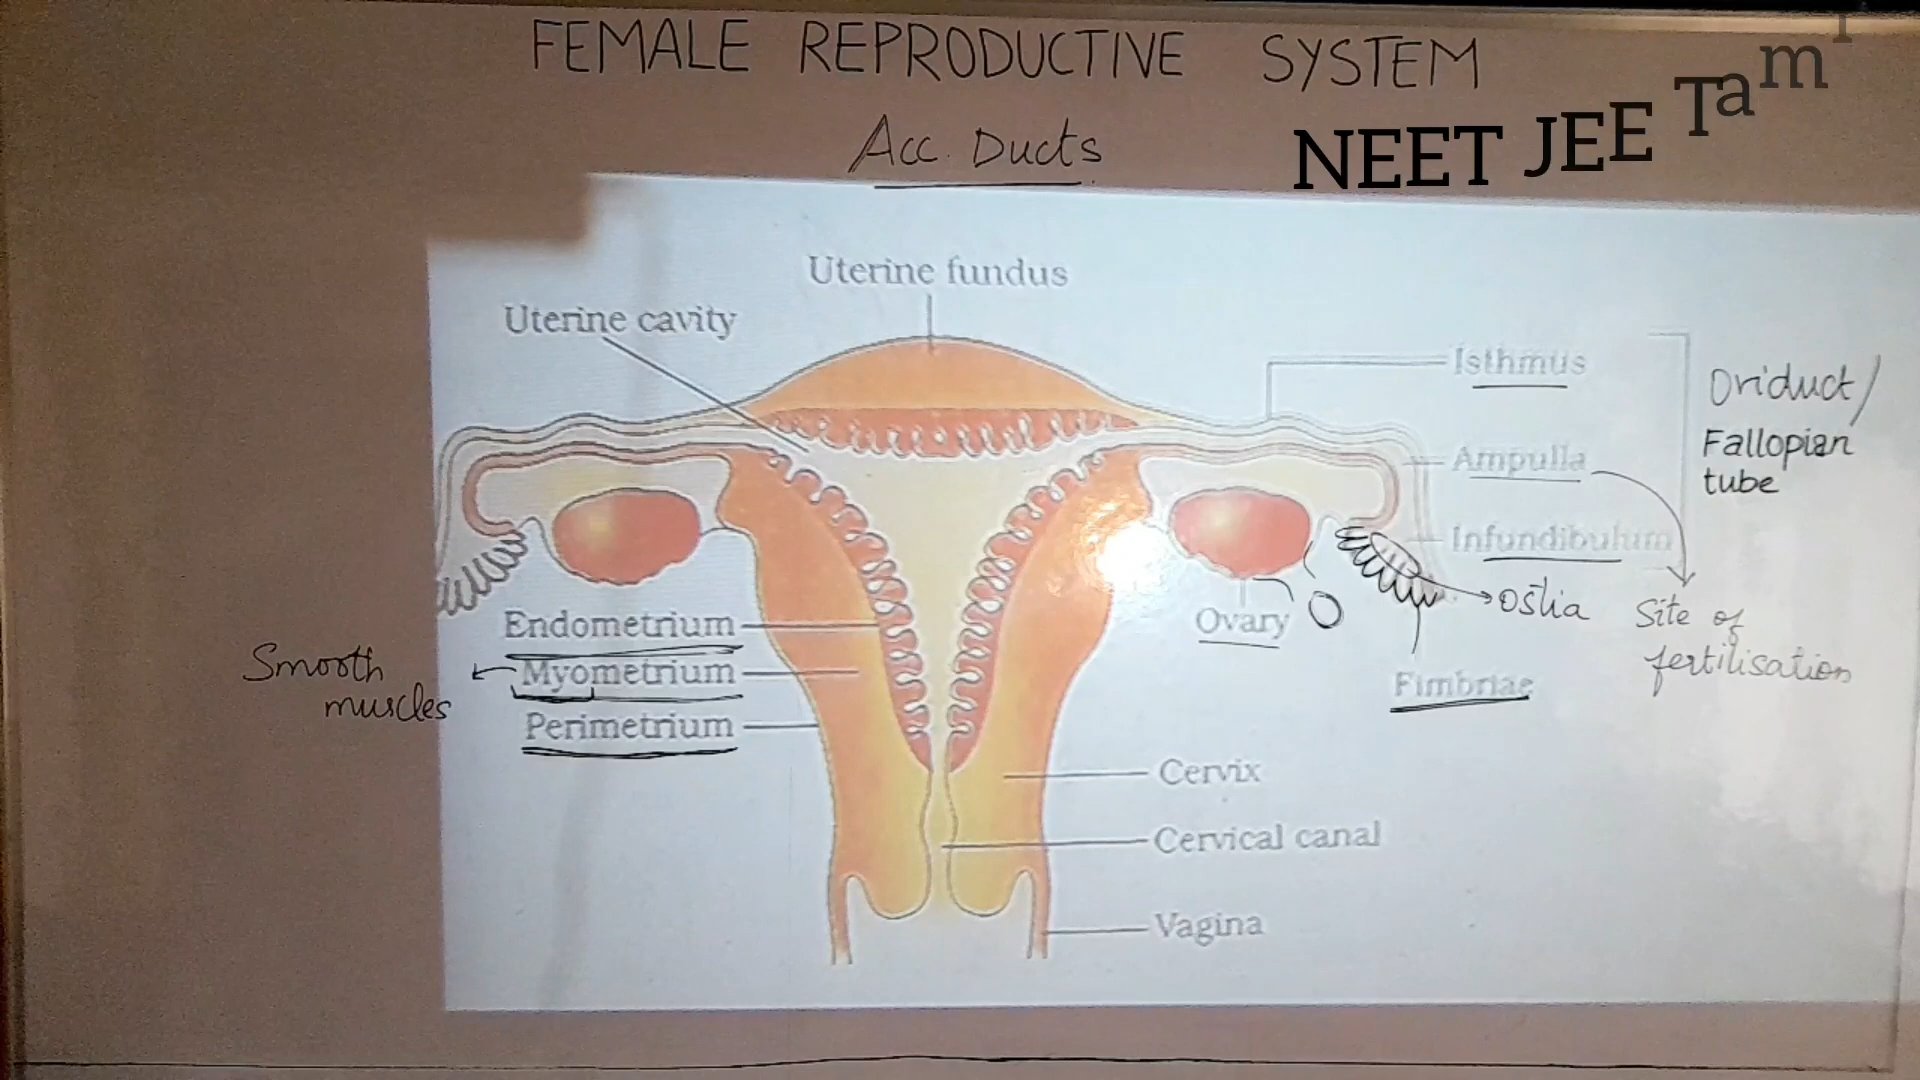 FEMALE REPRODUCTIVE SYSTEM
Acc. Ducts
NEET JEE Tam
Uterine fundus
Uterine cavity
Isthmus
Oviduct/
Fallopian
tube
Ampulla
Infundibulum
Ostia
Site of
fertilisation
Ovary
Fimbriae
Endometrium
Myometrium
Smooth
muscles
Perimetrium
Cervix
Cervical canal
Vagina